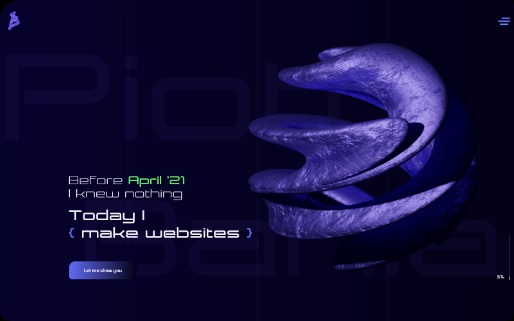 Before April '21
I knew nothing
Today I
{ make websites }
Let me show you
5%